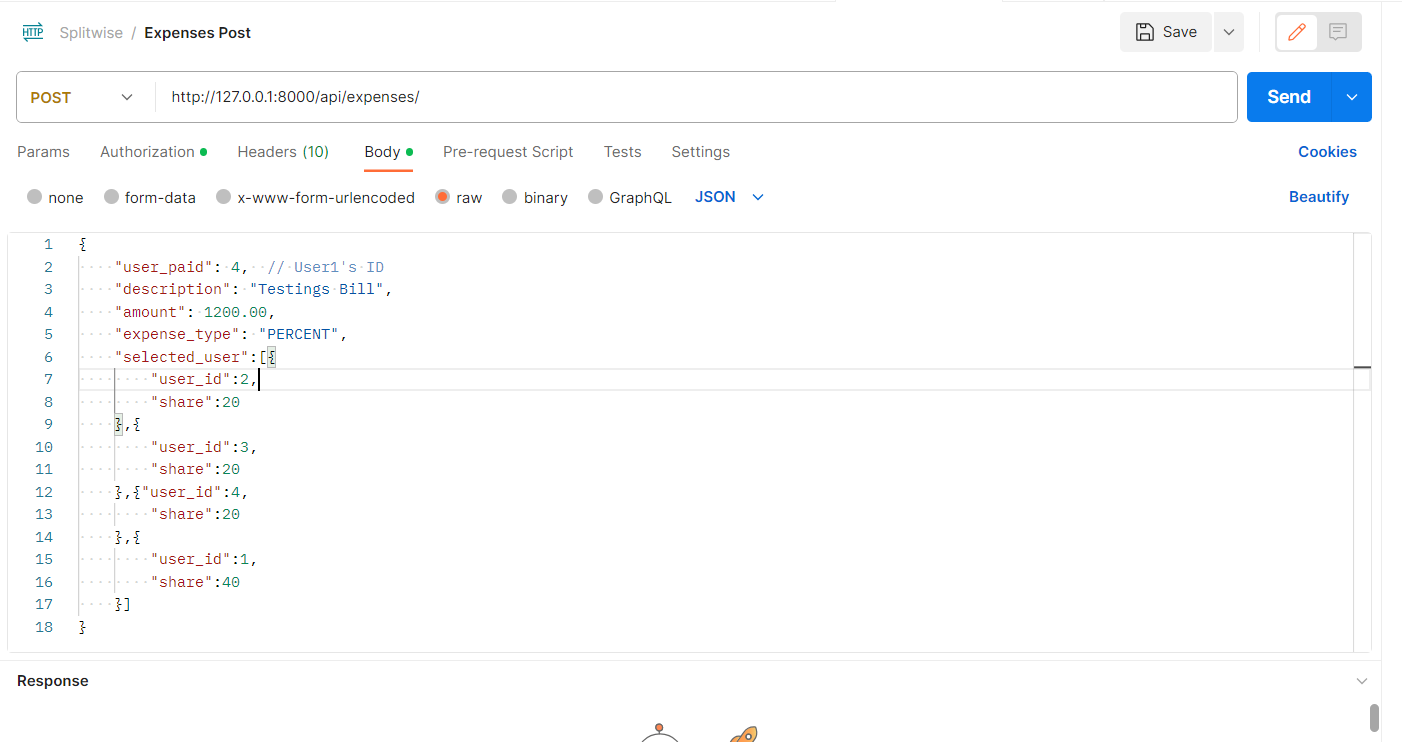 HTTP Splitwise / Expenses Post Save
POST http://127.0.0.1:8000/api/expenses/ Send
Params Authorization Headers (10) Body Pre-request Script Tests Settings Cookies
none form-data x-www-form-urlencoded raw binary GraphQL JSON Beautify
1 {
2 "user_paid": 4, // User1's ID
3 "description": "Testings Bill",
4 "amount": 1200.00,
5 "expense_type": "PERCENT",
6 "selected_user":[{
7 "user_id":2,
8 "share":20
9 },{
10 "user_id":3,
11 "share":20
12 },{"user_id":4,
13 "share":20
14 },{
15 "user_id":1,
16 "share":40
17 }]
18 }
Response